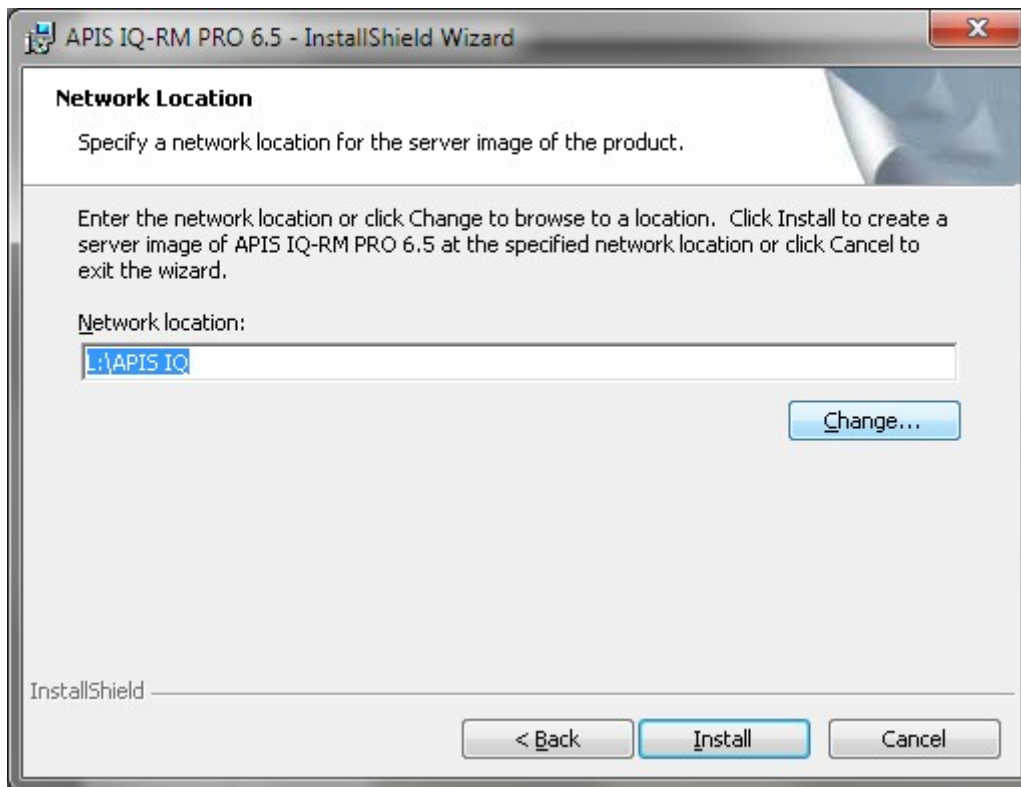 APIS IQ-RM PRO 6.5 - InstallShield Wizard
Network Location
Specify a network location for the server image of the product.
Enter the network location or click Change to browse to a location.  Click Install to create a
server image of APIS IQ-RM PRO 6.5 at the specified network location or click Cancel to
exit the wizard.
Network location:
L:\APIS IQ
Change...
InstallShield
< Back
Install
Cancel